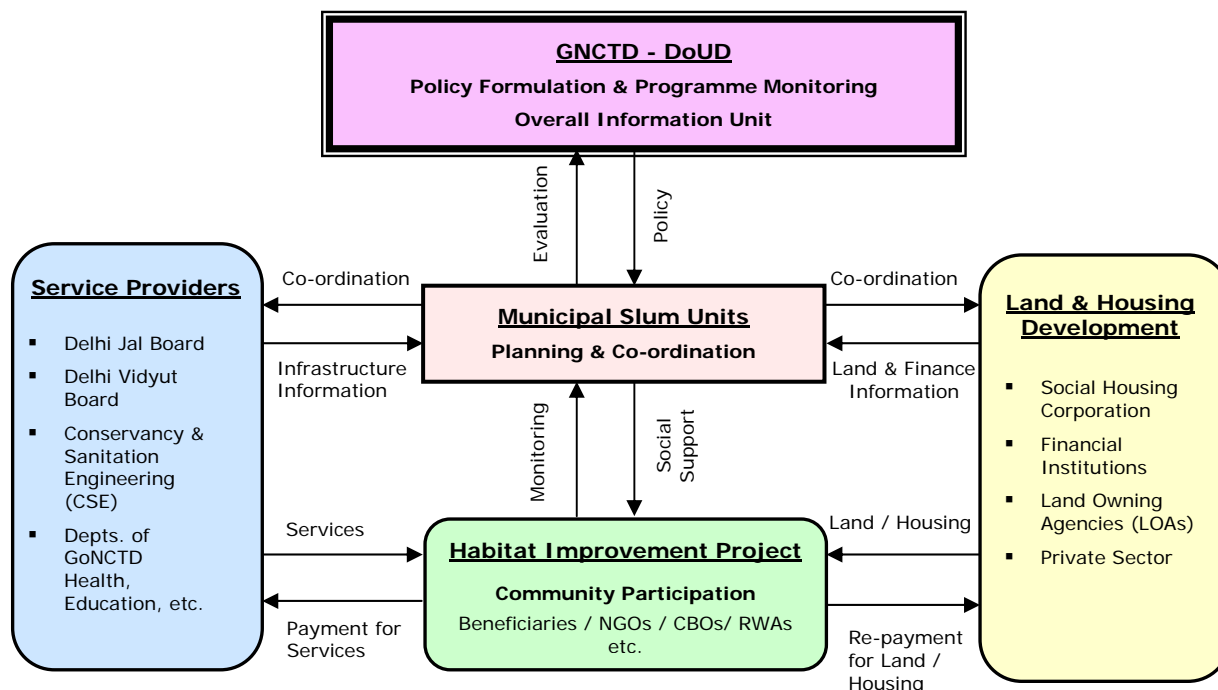 GNCTD - DoUD
Policy Formulation & Programme Monitoring
Overall Information Unit
Evaluation
Policy
Service Providers
▪ Delhi Jal Board
▪ Delhi Vidyut
Board
▪ Conservancy &
Sanitation
Engineering
(CSE)
▪ Depts. of
GoNCTD
Health,
Education, etc.
Co-ordination
Infrastructure
Information
Municipal Slum Units
Planning & Co-ordination
Co-ordination
Land & Finance
Information
Land & Housing
Development
▪ Social Housing
Corporation
▪ Financial
Institutions
▪ Land Owning
Agencies (LOAs)
▪ Private Sector
Monitoring
Social
Support
Services
Payment for
Services
Habitat Improvement Project
Community Participation
Beneficiaries / NGOs / CBOs/ RWAs
etc.
Land / Housing
Re-payment
for Land /
Housing